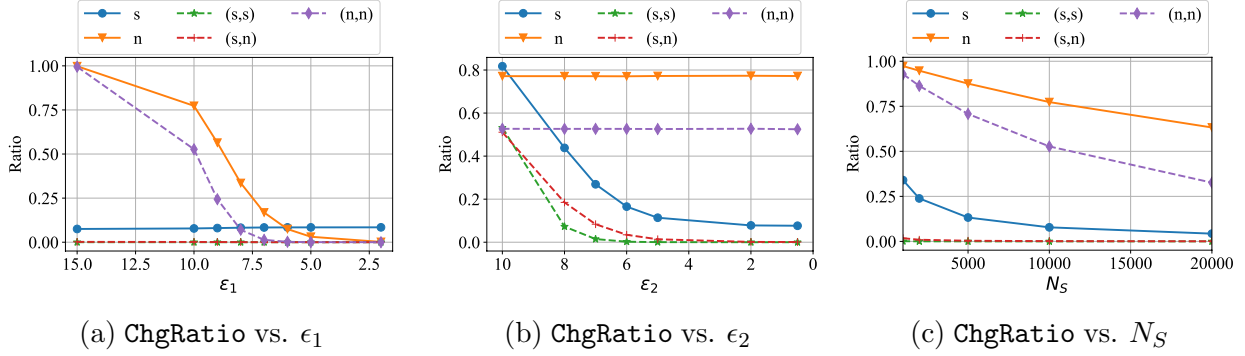 s (s,s) (n,n)
n (s,n)
1.00
0.75
0.50
0.25
0.00
Ratio
15.0 12.5 10.0 7.5 5.0 2.5
ε1
(a) ChgRatio vs. ϵ1
s (s,s) (n,n)
n (s,n)
0.8
0.6
0.4
0.2
0.0
Ratio
10 8 6 4 2 0
ε2
(b) ChgRatio vs. ϵ2
s (s,s) (n,n)
n (s,n)
1.00
0.75
0.50
0.25
0.00
Ratio
5000 10000 15000 20000
NS
(c) ChgRatio vs. NS